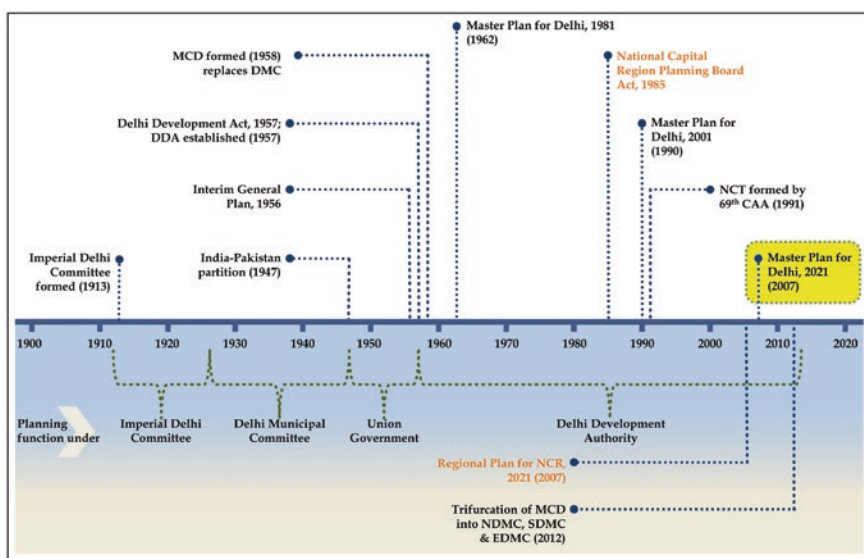 Master Plan for Delhi, 1981
(1962)
MCD formed (1958)
replaces DMC
National Capital
Region Planning Board
Act, 1985
Delhi Development Act, 1957;
DDA established (1957)
Master Plan for
Delhi, 2001
(1990)
Interim General
Plan, 1956
NCT formed by
69th CAA (1991)
Imperial Delhi
Committee
formed (1913)
India-Pakistan
partition (1947)
Master Plan for
Delhi, 2021
(2007)
1900 1910 1920 1930 1940 1950 1960 1970 1980 1990 2000 2010 2020
Planning
function under
Imperial Delhi
Committee
Delhi Municipal
Committee
Union
Government
Delhi Development
Authority
Regional Plan for NCR,
2021 (2007)
Trifurcation of MCD
into NDMC, SDMC
& EDMC (2012)